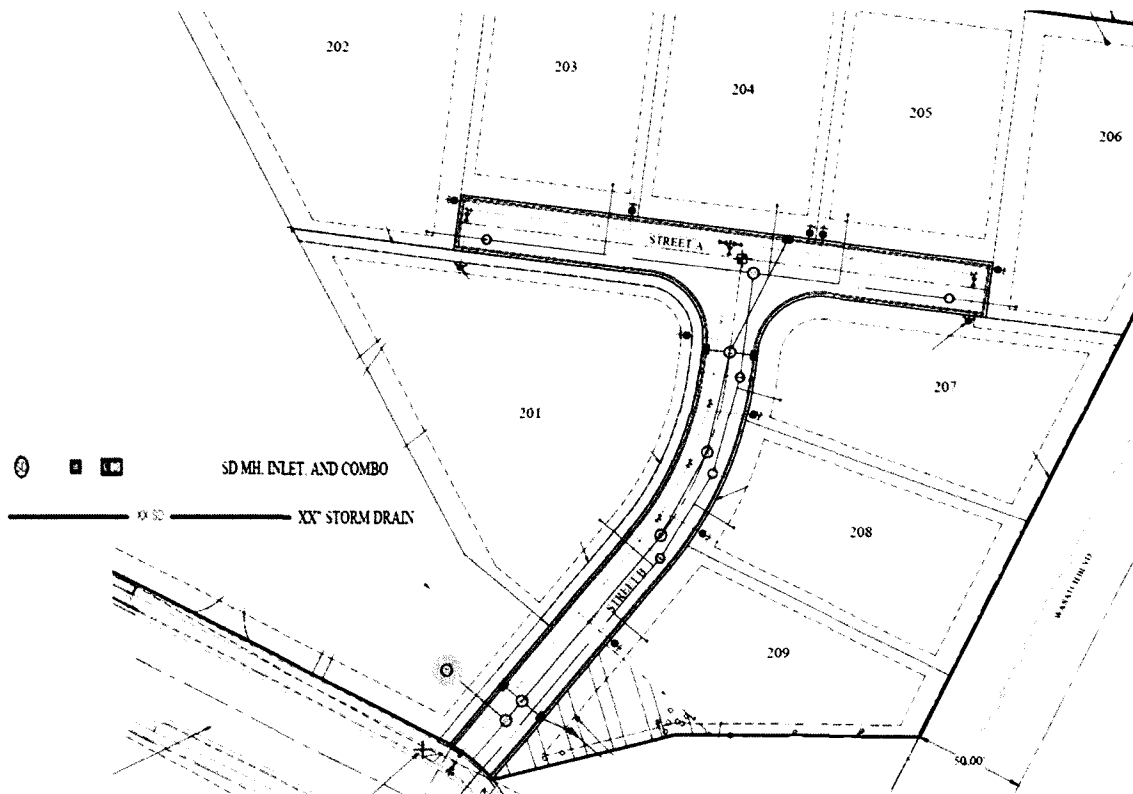 202
203
204
205
206
STREET A
201
207
SD MH. INLET. AND COMBO
XX" STORM DRAIN
208
STREET B
209
50.00'